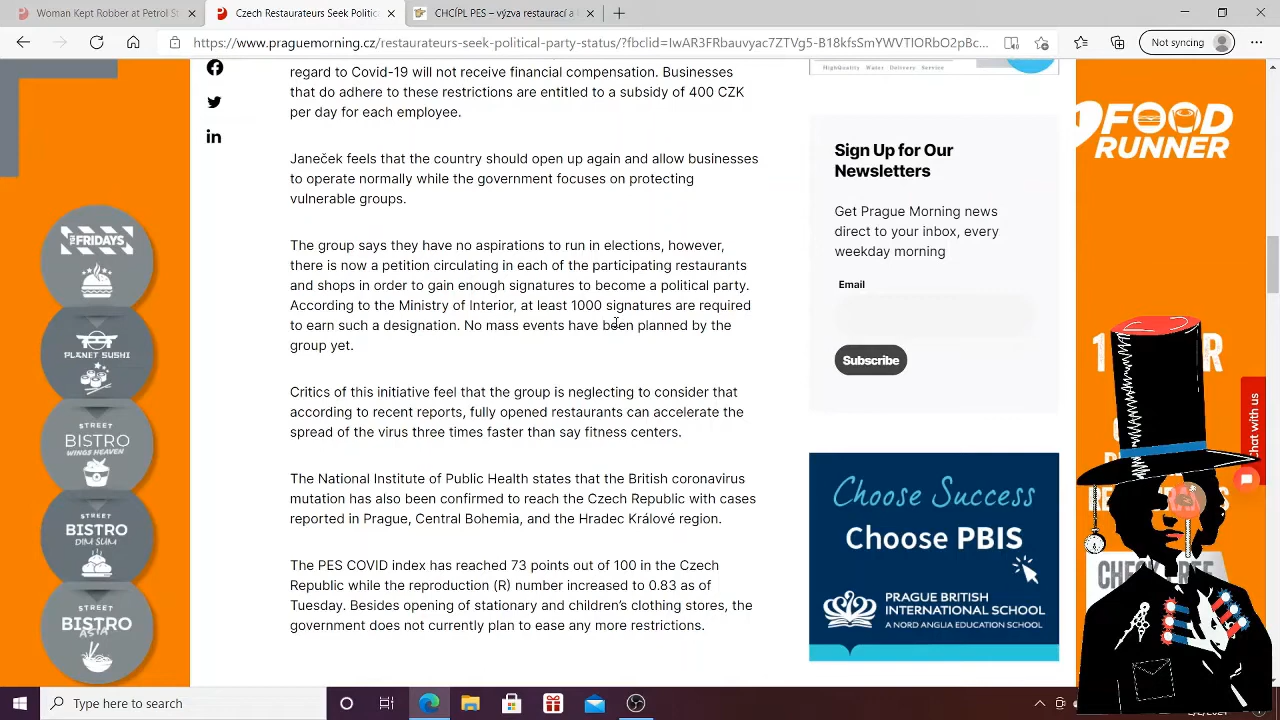 Women Kept Robber at Petrol St
Czech Restaurants Seek Politic
CHCÍPL PES – výzva restaurací a
https://www.praguemorning.cz/restaurateurs-seek-political-party-status/?fbclid=IwAR3FRbauvyac7ZTVg5-B18kfsSmYWVTIORbO2pBc...
Not syncing
regard to Covid-19 will not receive financial compensation. Businesses
that do adhere to these restrictions are entitled to a subsidy of 400 CZK
per day for each employee.
Janeček feels that the country should open up again and allow businesses
to operate normally while the government focuses on protecting
vulnerable groups.
The group says they have no aspirations to run in elections, however,
there is now a petition circulating in each of the participating restaurants
and shops in order to gain enough signatures to become a political party.
According to the Ministry of Interior, at least 1000 signatures are required
to earn such a designation. No mass events have been planned by the
group yet.
Critics of this initiative feel that the group is neglecting to consider that
according to recent reports, fully opened restaurants can accelerate the
spread of the virus three times faster than say fitness centers.
The National Institute of Public Health states that the British coronavirus
mutation has also been confirmed to reach the Czech Republic with cases
reported in Prague, Central Bohemia, and the Hradec Králové region.
The PES COVID index has reached 73 points out of 100 in the Czech
Republic while the reproduction (R) number increased to 0.83 as of
Tuesday. Besides opening of stationary and children's clothing stores, the
government does not currently plan to ease any more restrictions.
FRIDAYS
PLANET SUSHI
STREET
BISTRO
WINGS HEAVEN
STREET
BISTRO
DIM SUM
STREET
BISTRO
ASIA
HighQuality Water Delivery Service
Sign Up for Our
Newsletters
Get Prague Morning news
direct to your inbox, every
weekday morning
Email
Subscribe
Choose Success
Choose PBIS
PRAGUE BRITISH
INTERNATIONAL SCHOOL
A NORD ANGLIA EDUCATION SCHOOL
FOOD
RUNNER
Chat with us
Type here to search